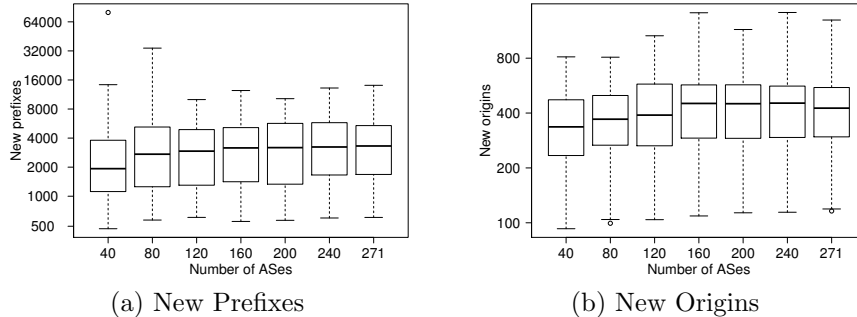 New prefixes
64000
32000
16000
8000
4000
2000
1000
500
40 80 120 160 200 240 271
Number of ASes
(a) New Prefixes
New origins
800
400
200
100
40 80 120 160 200 240 271
Number of ASes
(b) New Origins